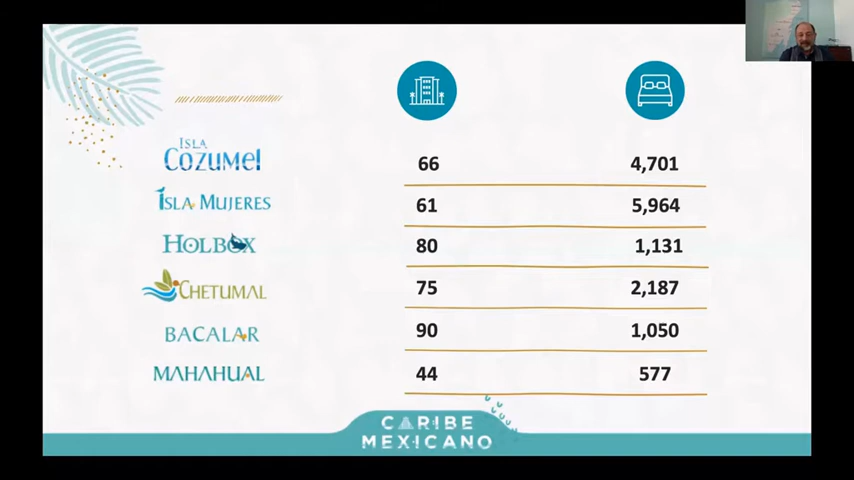 ISLA
COZUMEL 66 4,701
ISLA MUJERES 61 5,964
HOLBOX 80 1,131
CHETUMAL 75 2,187
BACALAR 90 1,050
MAHAHUAL 44 577
CARIBE
MEXICANO